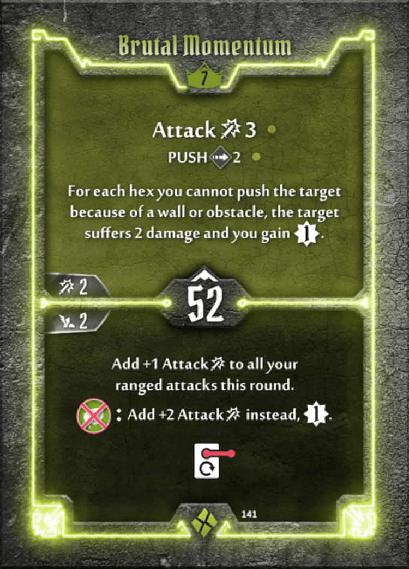 Brutal Momentum
7
Attack 3
PUSH 2
For each hex you cannot push the target
because of a wall or obstacle, the target
suffers 2 damage and you gain 1.
2
52
2
Add +1 Attack to all your
ranged attacks this round.
: Add +2 Attack instead, 1.
141